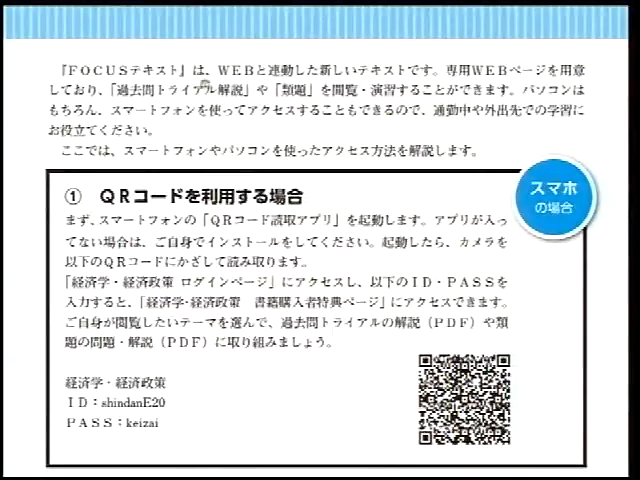 『ＦＯＣＵＳテキスト』は、ＷＥＢと連動した新しいテキストです。専用ＷＥＢページを用意
しており、「過去問トライアル解説」や「類題」を閲覧・演習することができます。パソコンは
もちろん、スマートフォンを使ってアクセスすることもできるので、通勤中や外出先での学習に
お役立てください。
ここでは、スマートフォンやパソコンを使ったアクセス方法を解説します。
スマホ
の場合
① ＱＲコードを利用する場合
まず、スマートフォンの「ＱＲコード読取アプリ」を起動します。アプリが入っ
てない場合は、ご自身でインストールをしてください。起動したら、カメラを
以下のＱＲコードにかざして読み取ります。
「経済学・経済政策 ログインページ」にアクセスし、以下のＩＤ・ＰＡＳＳを
入力すると、「経済学・経済政策 書籍購入者特典ページ」にアクセスできます。
ご自身が閲覧したいテーマを選んで、過去問トライアルの解説（ＰＤＦ）や類
題の問題・解説（ＰＤＦ）に取り組みましょう。
経済学・経済政策
ＩＤ：shindanE20
ＰＡＳＳ：keizai